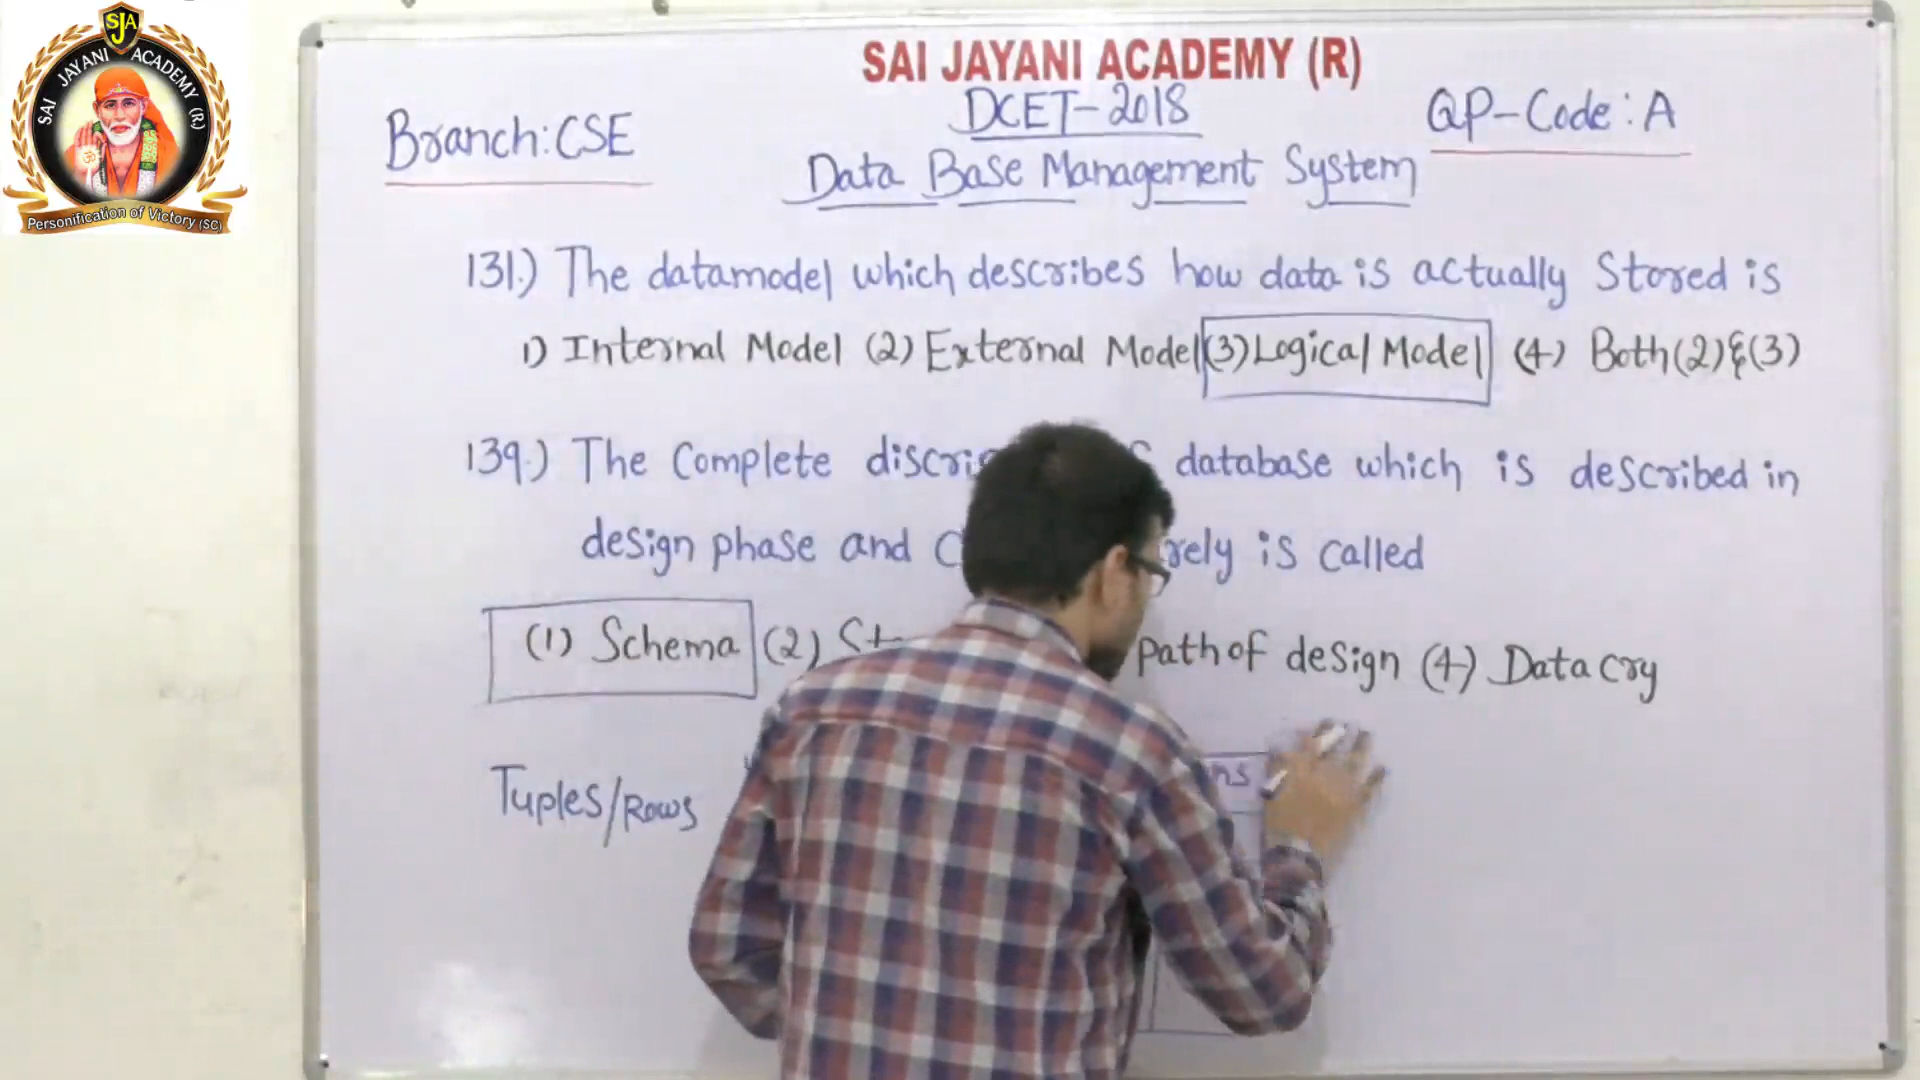 SJA
SAI JAYANI ACADEMY (R.)
Personification of Victory (SC)
SAI JAYANI ACADEMY (R)
DCET-2018
Branch:CSE
QP-Code:A
Data Base Management System
131.) The datamodel which describes how data is actually Stored is
1) Internal Model (2) External Model (3) Logical Model (4) Both(2)&(3)
139.) The Complete database which is described in
design phase and is called
(1) Schema (2) path of design (4) Data cry
Tuples/Rows